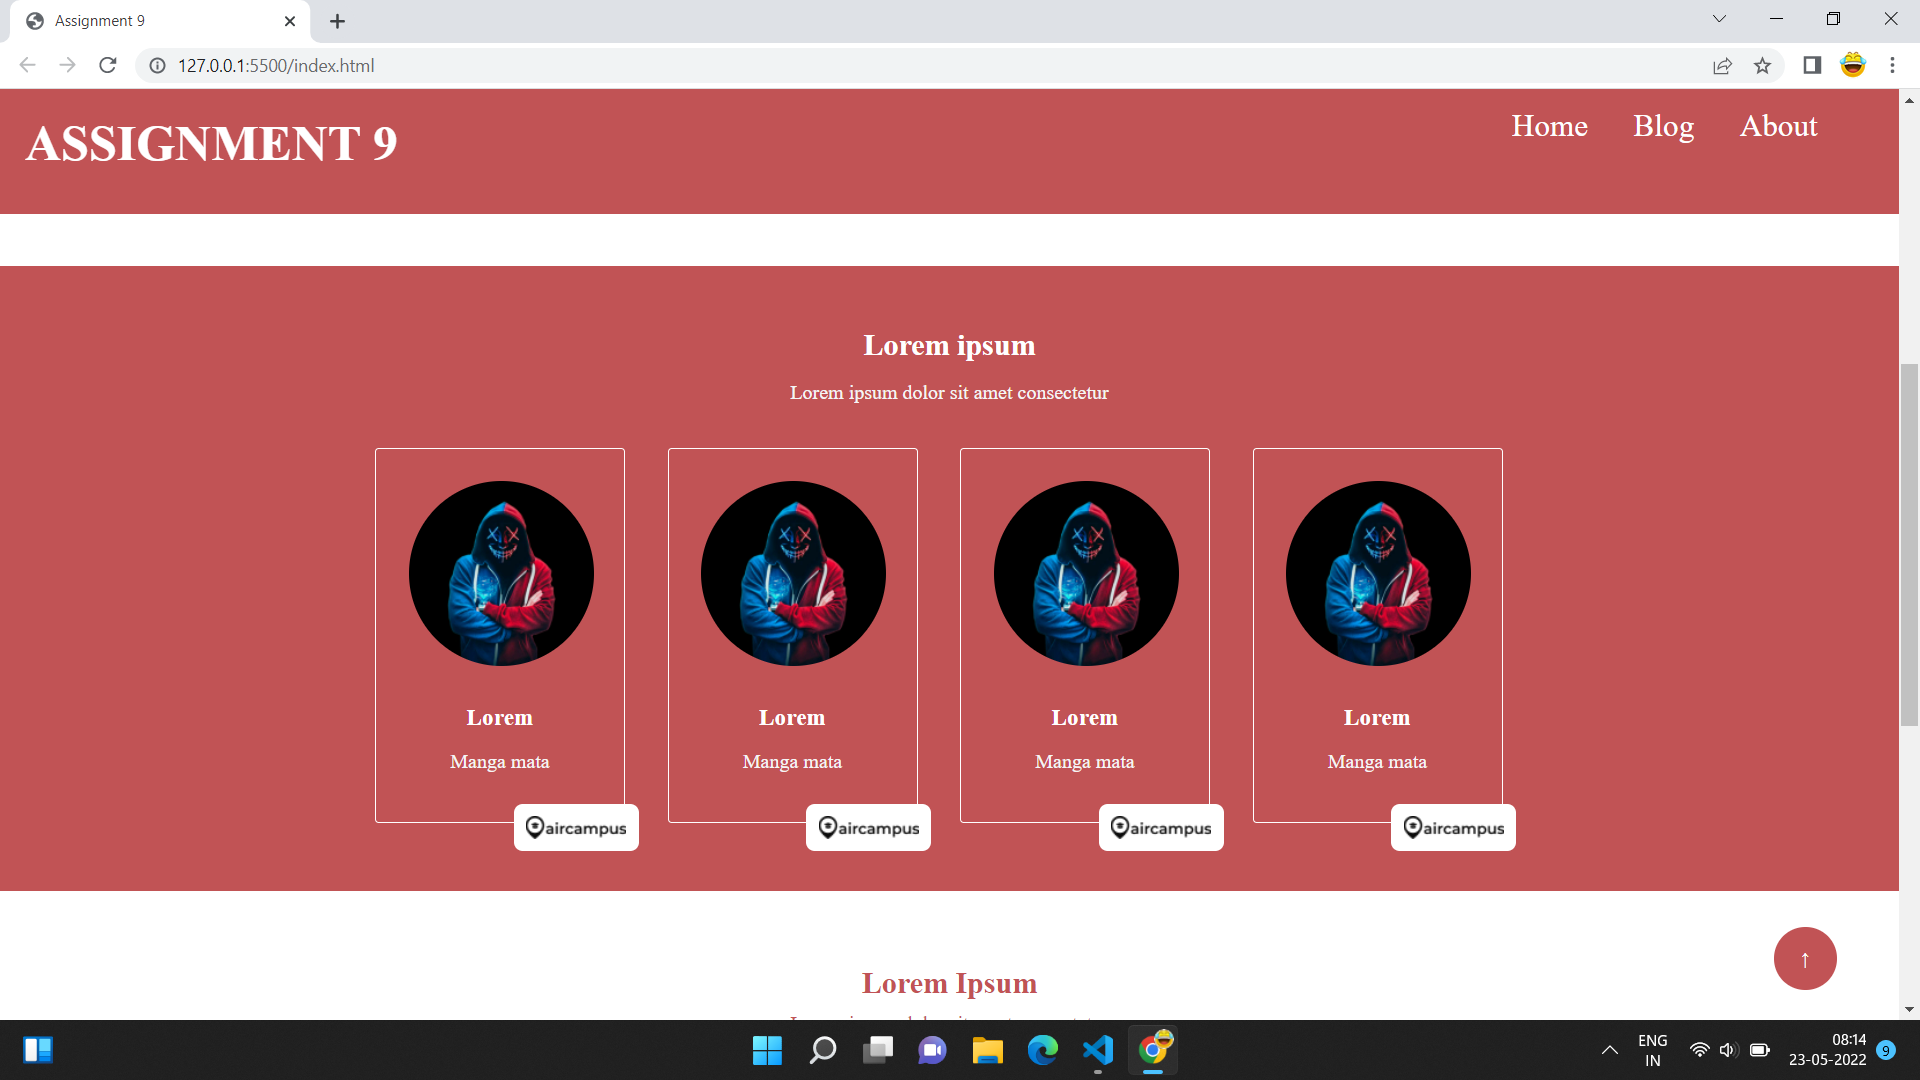 Assignment 9
127.0.0.1:5500/index.html
ASSIGNMENT 9
Home Blog About
Lorem ipsum
Lorem ipsum dolor sit amet consectetur
Lorem Lorem Lorem Lorem
Manga mata Manga mata Manga mata Manga mata
aircampus aircampus aircampus aircampus
↑
Lorem Ipsum
ENG
IN
08:14
23-05-2022
9